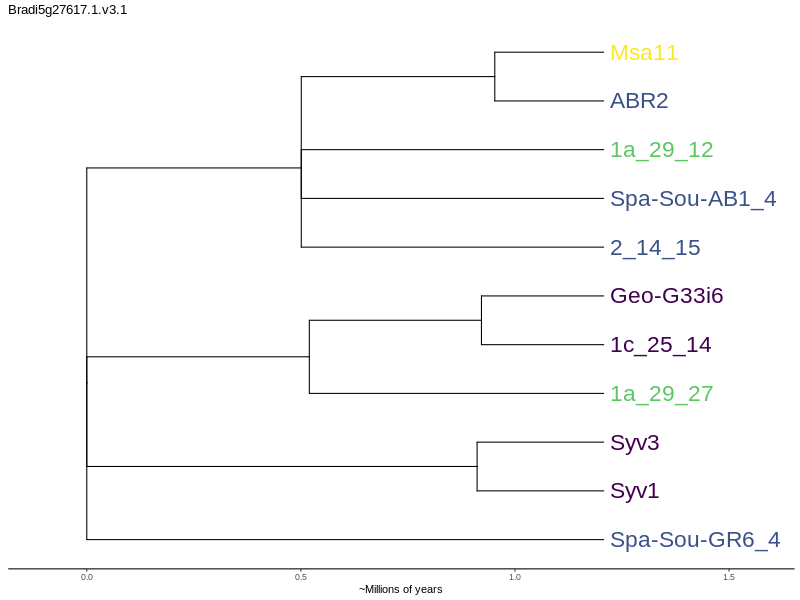 Bradi5g27617.1.v3.1
Msa11
ABR2
1a_29_12
Spa-Sou-AB1_4
2_14_15
Geo-G33i6
1c_25_14
1a_29_27
Syv3
Syv1
Spa-Sou-GR6_4
0.0 0.5 1.0 1.5
~Millions of years